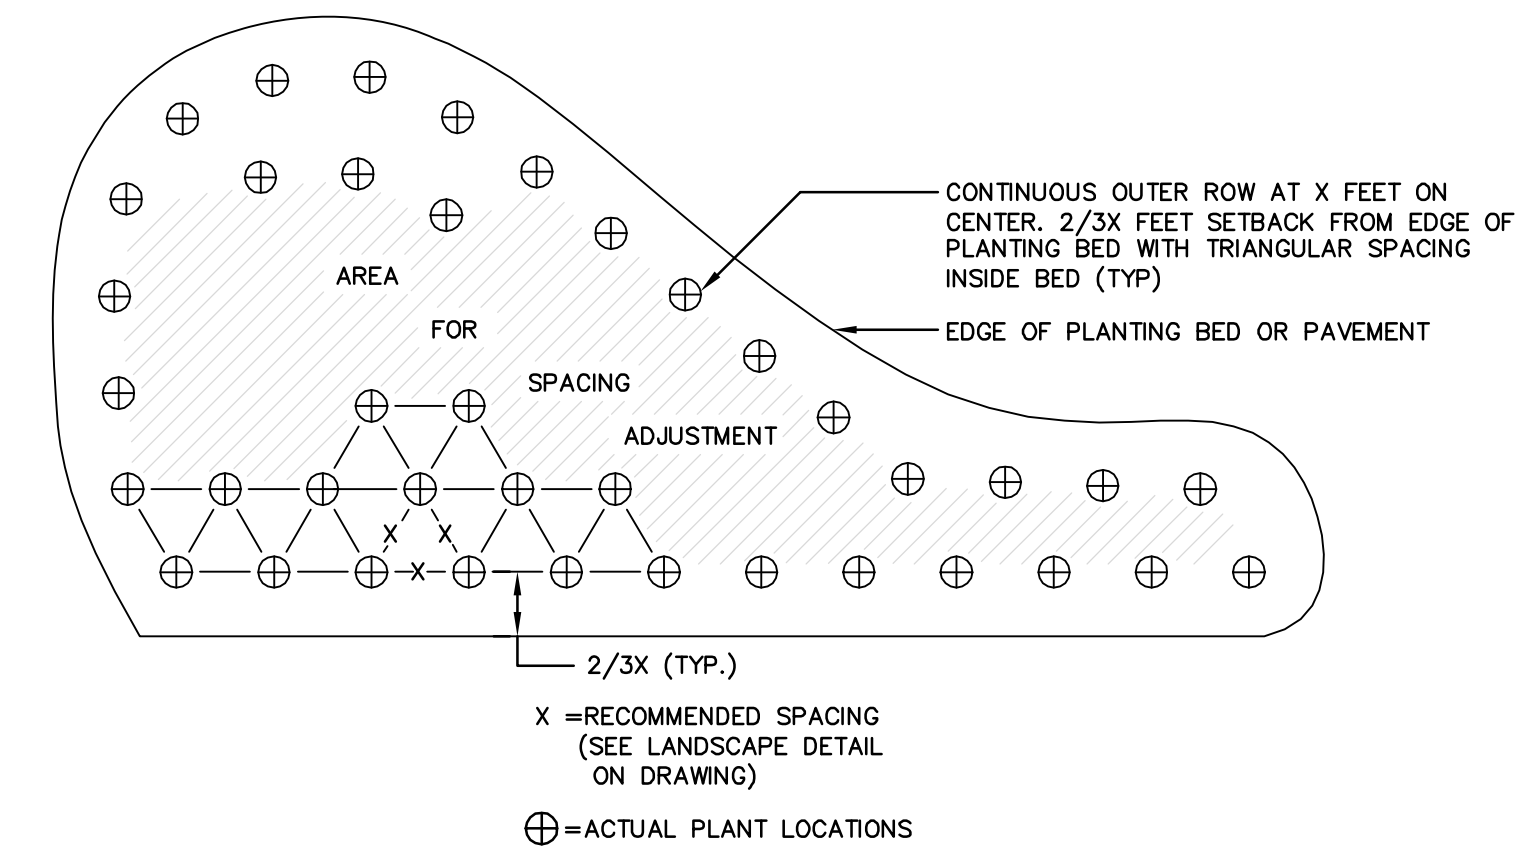 CONTINUOUS OUTER ROW AT X FEET ON
CENTER. 2/3X FEET SETBACK FROM EDGE OF
PLANTING BED WITH TRIANGULAR SPACING
INSIDE BED (TYP)
AREA
FOR
EDGE OF PLANTING BED OR PAVEMENT
SPACING
ADJUSTMENT
X X
X
2/3X (TYP.)
X =RECOMMENDED SPACING
(SEE LANDSCAPE DETAIL
ON DRAWING)
=ACTUAL PLANT LOCATIONS